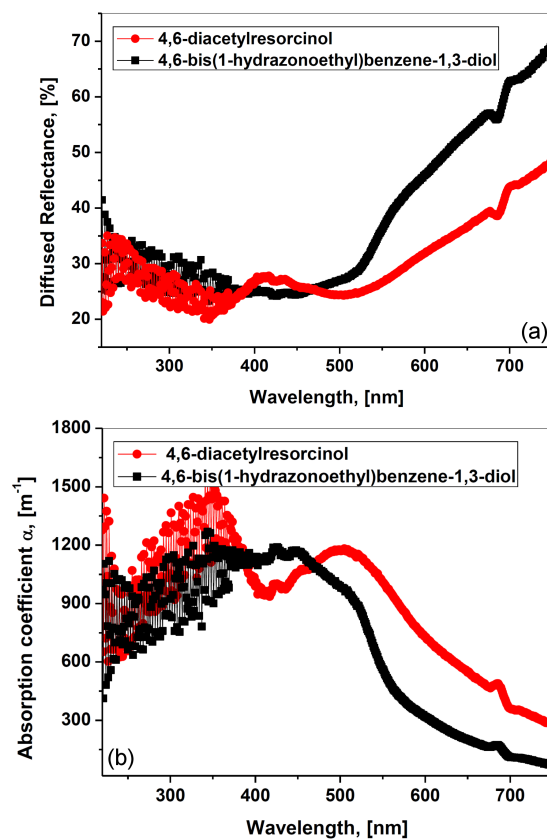 70
60
50
40
30
20
4,6-diacetylresorcinol
4,6-bis(1-hydrazonoethyl)benzene-1,3-diol
Diffused Reflectance, [%]
(a)
300 400 500 600 700
Wavelength, [nm]
1800
1500
1200
900
600
300
4,6-diacetylresorcinol
4,6-bis(1-hydrazonoethyl)benzene-1,3-diol
Absorption coefficient α, [m⁻¹]
(b)
300 400 500 600 700
Wavelength, [nm]